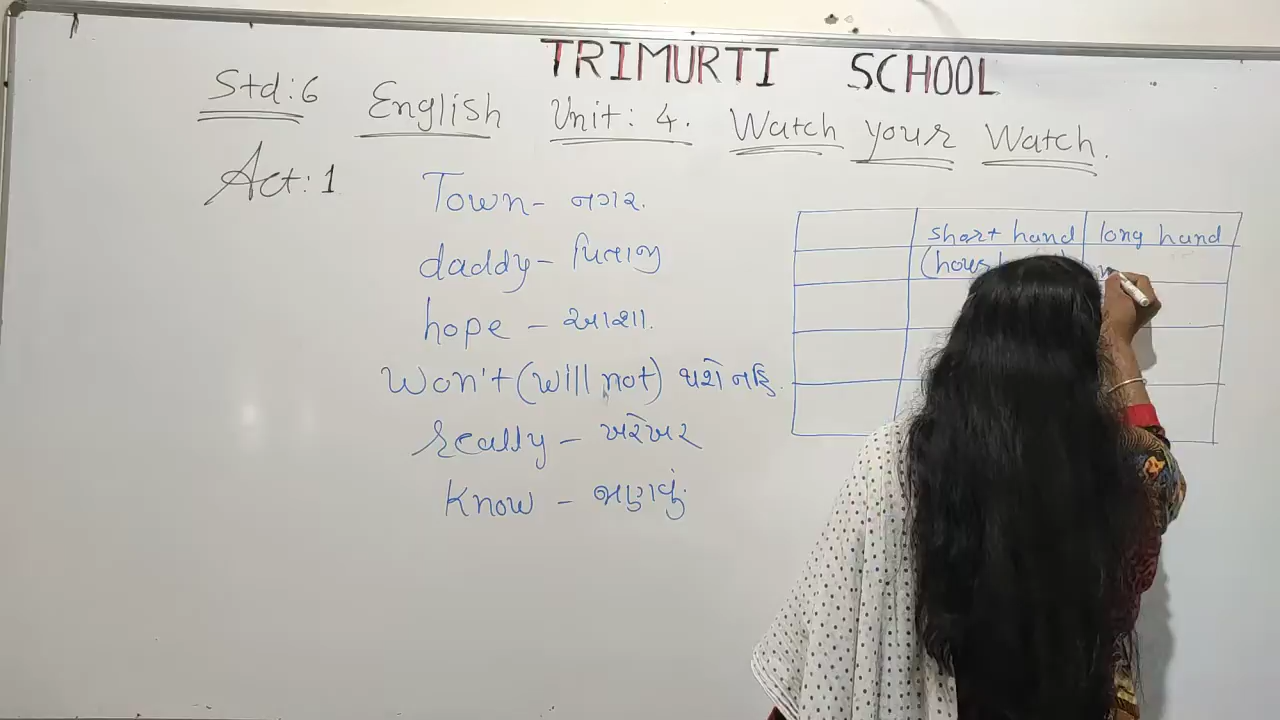 TRIMURTI SCHOOL
Std: 6 English Unit: 4. Watch your Watch.
Act: 1
Town- નગર.
daddy- પિતાજી
hope - આશા.
Won't (will not) થશે નહિ.
really - ખરેખર
Know - જાણવું
short hand long hand
(hour